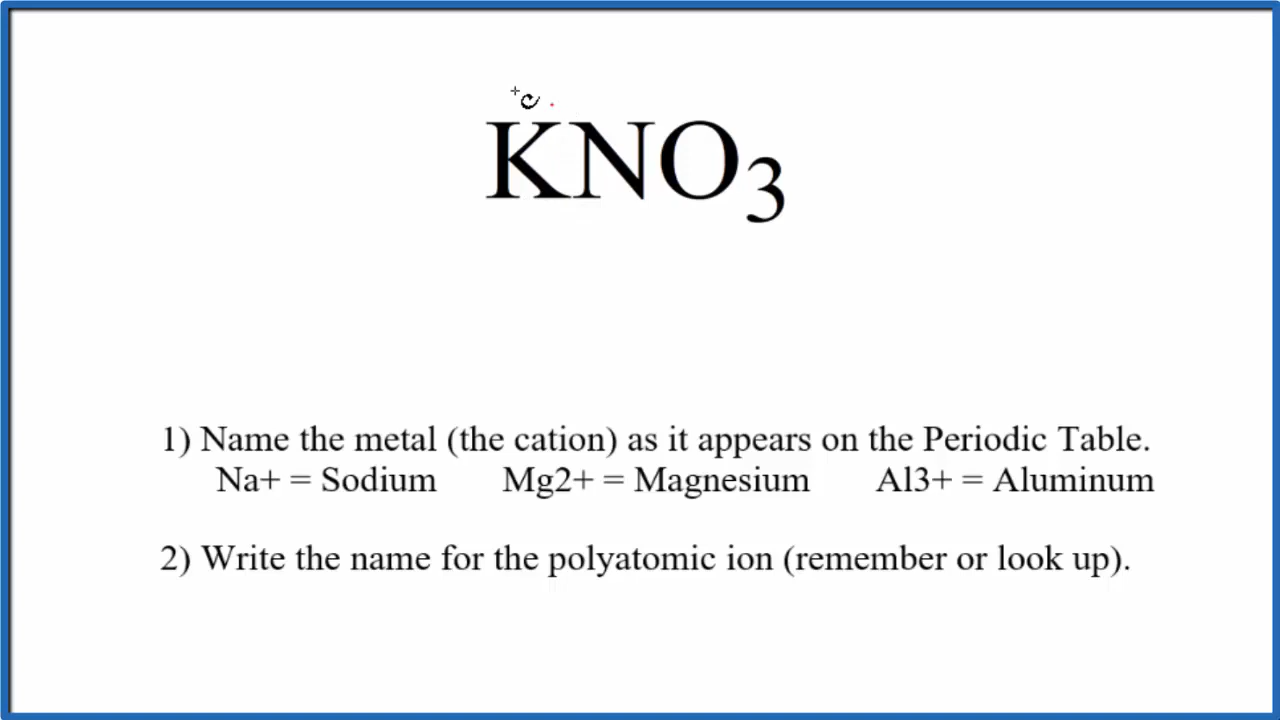 KNO₃
1) Name the metal (the cation) as it appears on the Periodic Table.
Na+ = Sodium Mg2+ = Magnesium Al3+ = Aluminum
2) Write the name for the polyatomic ion (remember or look up).